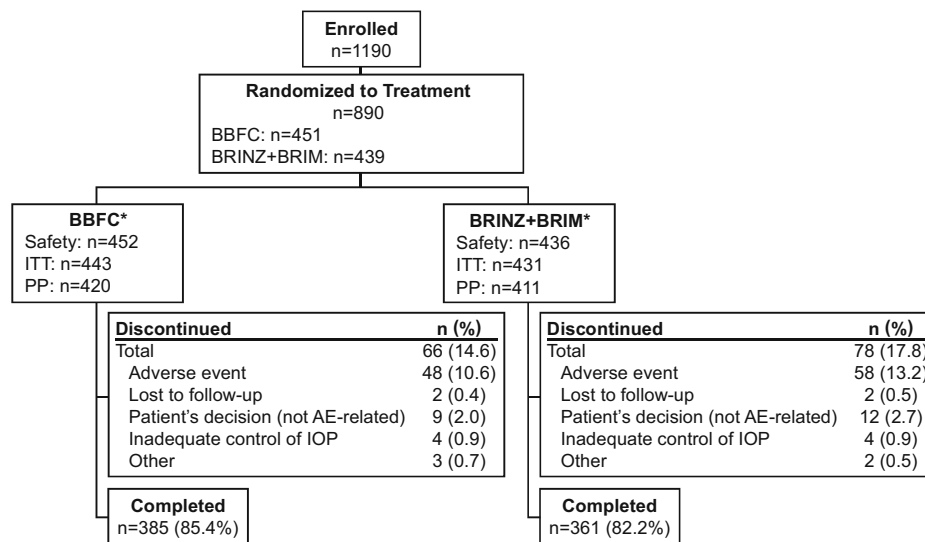 Enrolled
n=1190
Randomized to Treatment
n=890
BBFC: n=451
BRINZ+BRIM: n=439
BBFC*
Safety: n=452
ITT: n=443
PP: n=420
BRINZ+BRIM*
Safety: n=436
ITT: n=431
PP: n=411
Discontinued n (%)
Total 66 (14.6)
Adverse event 48 (10.6)
Lost to follow-up 2 (0.4)
Patient's decision (not AE-related) 9 (2.0)
Inadequate control of IOP 4 (0.9)
Other 3 (0.7)
Discontinued n (%)
Total 78 (17.8)
Adverse event 58 (13.2)
Lost to follow-up 2 (0.5)
Patient's decision (not AE-related) 12 (2.7)
Inadequate control of IOP 4 (0.9)
Other 2 (0.5)
Completed
n=385 (85.4%)
Completed
n=361 (82.2%)